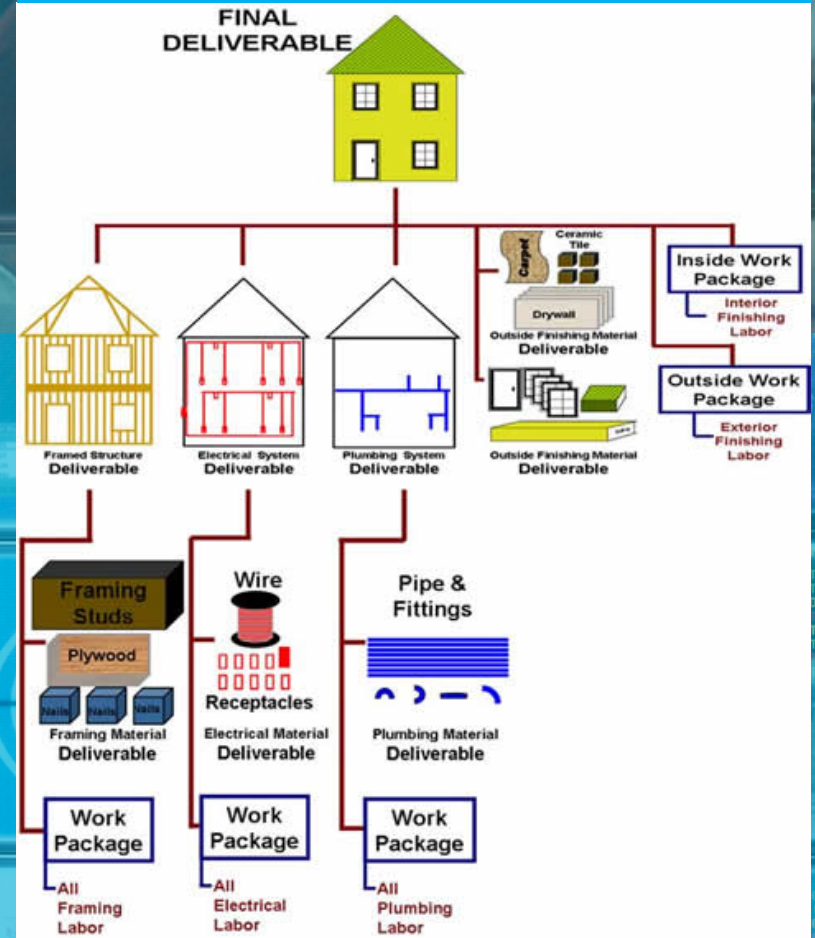 FINAL
DELIVERABLE
Carpet
Ceramic
Tile
Drywall
Outside Finishing Material
Deliverable
Inside Work
Package
Interior
Finishing
Labor
Outside Finishing Material
Deliverable
Outside Work
Package
Exterior
Finishing
Labor
Framed Structure
Deliverable
Electrical System
Deliverable
Plumbing System
Deliverable
Framing
Studs
Plywood
Nails
Nails
Nails
Framing Material
Deliverable
Wire
Receptacles
Electrical Material
Deliverable
Pipe &
Fittings
Plumbing Material
Deliverable
Work
Package
All
Framing
Labor
Work
Package
All
Electrical
Labor
Work
Package
All
Plumbing
Labor